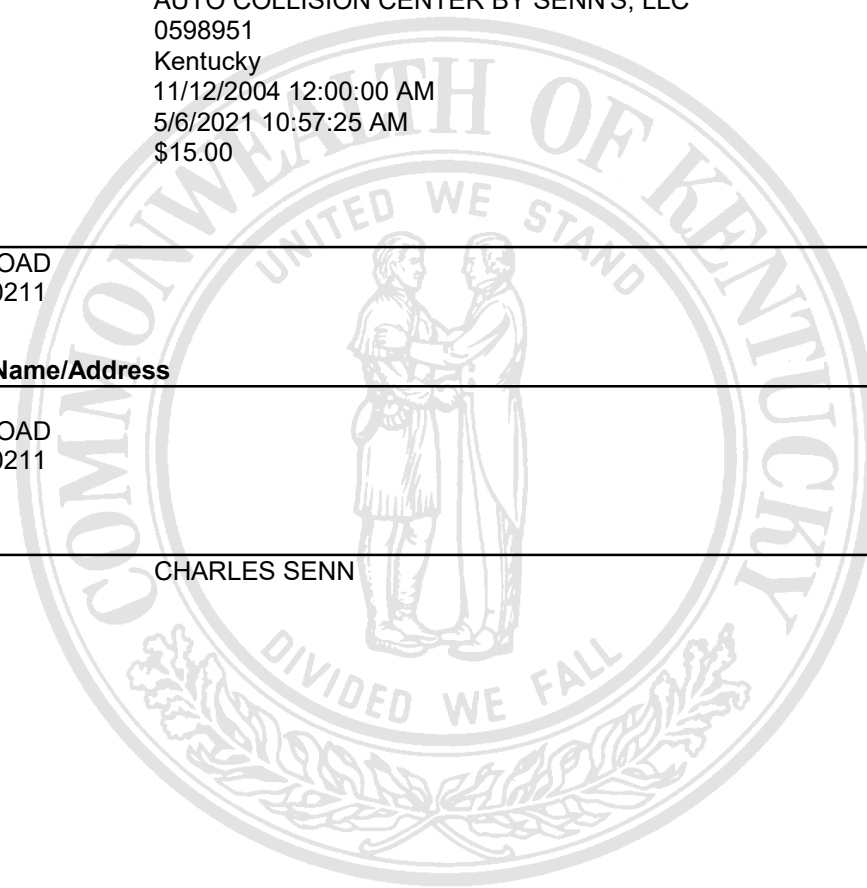 AUTO COLLISION CENTER BY SENN'S, LLC
0598951
Kentucky
11/12/2004 12:00:00 AM
5/6/2021 10:57:25 AM
$15.00
OAD
0211
Name/Address
OAD
0211
CHARLES SENN
COMMONWEALTH OF KENTUCKY
UNITED WE STAND
DIVIDED WE FALL